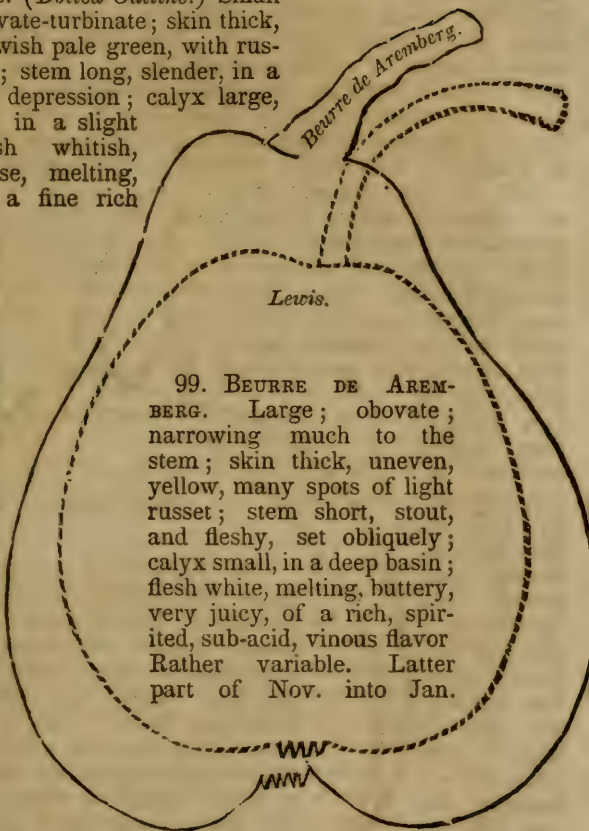 (Dotted Outline.) Small
vate-turbinate ; skin thick,
wish pale green, with rus-
; stem long, slender, in a
depression ; calyx large,
in a slight
sh whitish,
se, melting,
a fine rich
Beurre de Aremberg.
Lewis.
99. BEURRE DE AREM-
BERG. Large ; obovate ;
narrowing much to the
stem ; skin thick, uneven,
yellow, many spots of light
russet ; stem short, stout,
and fleshy, set obliquely ;
calyx small, in a deep basin ;
flesh white, melting, buttery,
very juicy, of a rich, spir-
ited, sub-acid, vinous flavor
Rather variable. Latter
part of Nov. into Jan.